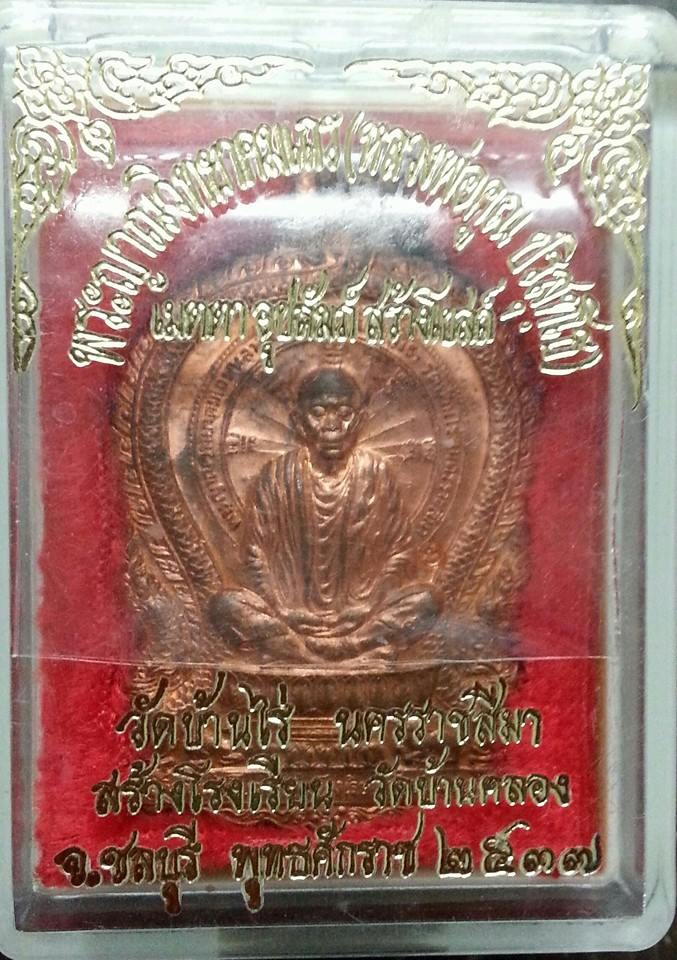 พระญาณวิทยาคมเถร (หลวงพ่อคูณ ปริสุทโธ)
เมตตา อุปถัมภ์ สร้างโบสถ์
วัดบ้านไร่ นครราชสีมา
สร้างโรงเรียน วัดบ้านคลอง
จ.ชลบุรี พุทธศักราช ๒๕๓๗